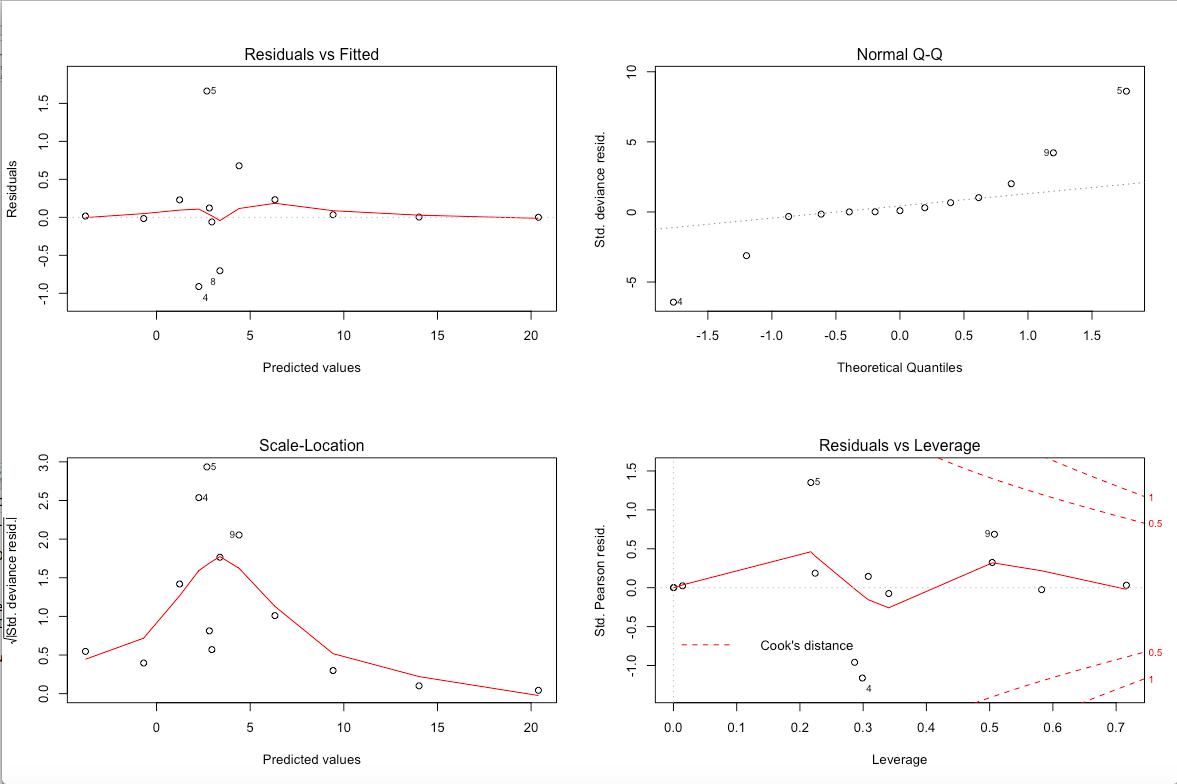 Residuals vs Fitted
Residuals
-1.0 -0.5 0.0 0.5 1.0 1.5
5
8
4
0 5 10 15 20
Predicted values
Normal Q-Q
Std. deviance resid.
-5 0 5 10
5
9
4
-1.5 -1.0 -0.5 0.0 0.5 1.0 1.5
Theoretical Quantiles
Scale-Location
√|Std. deviance resid.|
0.0 0.5 1.0 1.5 2.0 2.5 3.0
5
4
9
0 5 10 15 20
Predicted values
Residuals vs Leverage
Std. Pearson resid.
-1.0 -0.5 0.0 0.5 1.0 1.5
5
1
0.5
9
Cook's distance
0.5
1
4
0.0 0.1 0.2 0.3 0.4 0.5 0.6 0.7
Leverage